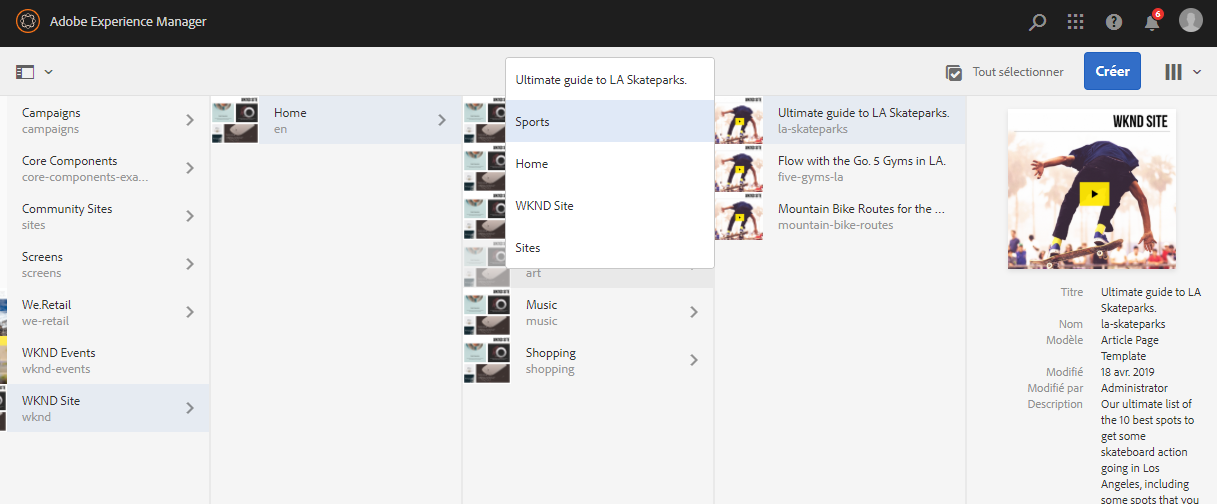 Adobe Experience Manager
6
Tout sélectionner
Créer
Ultimate guide to LA Skateparks.
Sports
Home
WKND Site
Sites
Campaigns
campaigns
Core Components
core-components-exa...
Community Sites
sites
Screens
screens
We.Retail
we-retail
WKND Events
wknd-events
WKND Site
wknd
Home
en
art
Music
music
Shopping
shopping
Ultimate guide to LA Skateparks.
la-skateparks
Flow with the Go. 5 Gyms in LA.
five-gyms-la
Mountain Bike Routes for the ...
mountain-bike-routes
WKND SITE
Titre Ultimate guide to LA
Skateparks.
Nom la-skateparks
Modèle Article Page
Template
Modifié 18 avr. 2019
Modifié par Administrator
Description Our ultimate list of
the 10 best spots to
get some
skateboard action
going in Los
Angeles, including
some spots that you